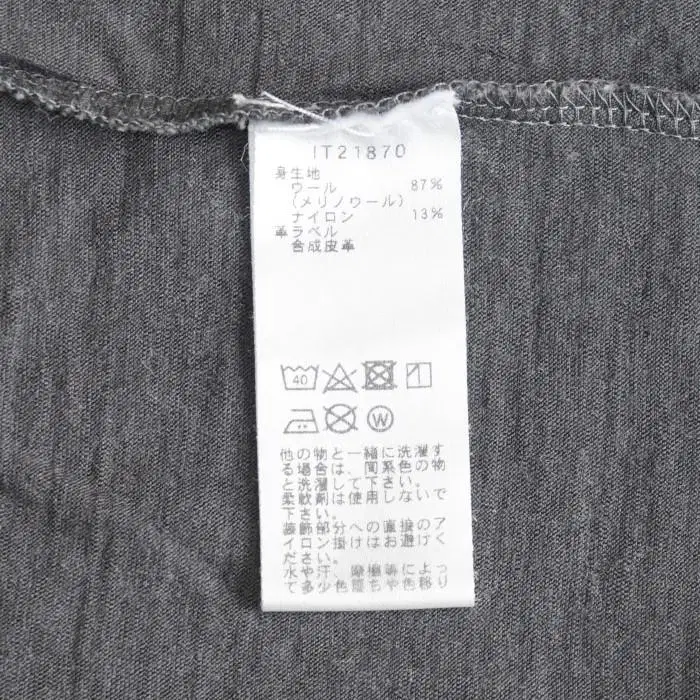 IT21870
身生地
ウール 87%
(メリノウール)
ナイロン 13%
革ラベル
合成皮革
40
W
他の物と一緒に洗濯す
る場合は、同系色の物
と洗濯して下さい。
柔軟剤は使用しないで
下さい。
装飾部分への直接のア
イロン掛けはお避けく
ださい。
水や汗、摩擦等によっ
て多少色落ちや色移り